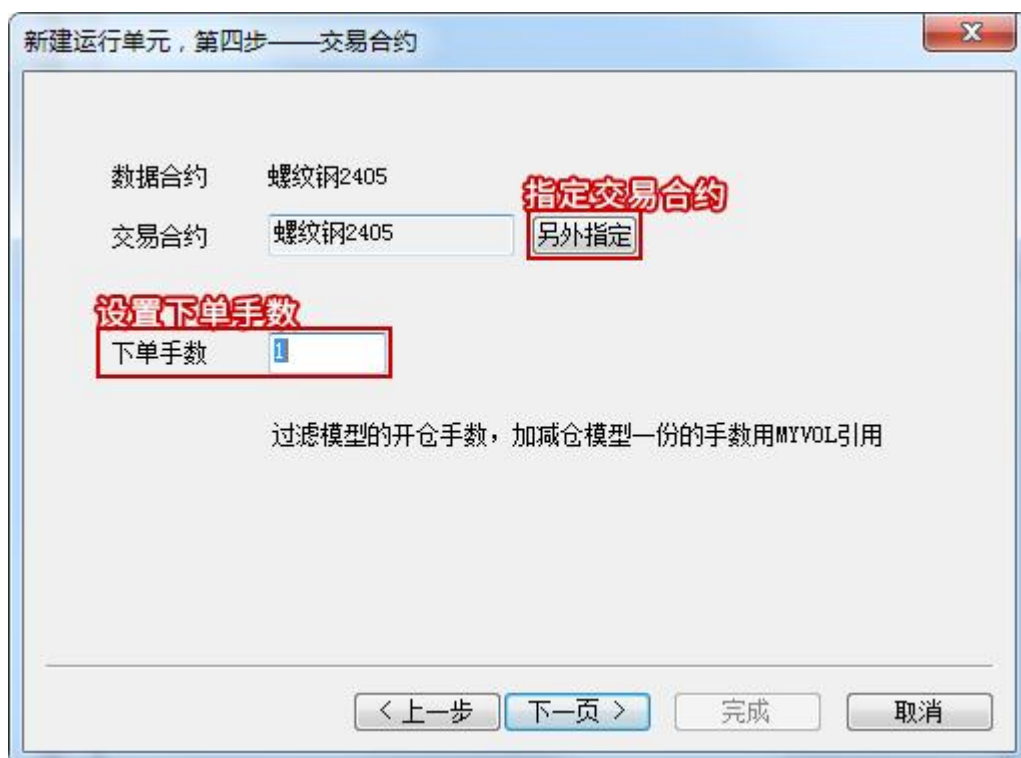 新建运行单元，第四步——交易合约
数据合约 螺纹钢2405
指定交易合约
交易合约 螺纹钢2405 另外指定
设置下单手数
下单手数 1
过滤模型的开仓手数，加减仓模型一份的手数用MYVOL引用
<上一步 下一页> 完成 取消